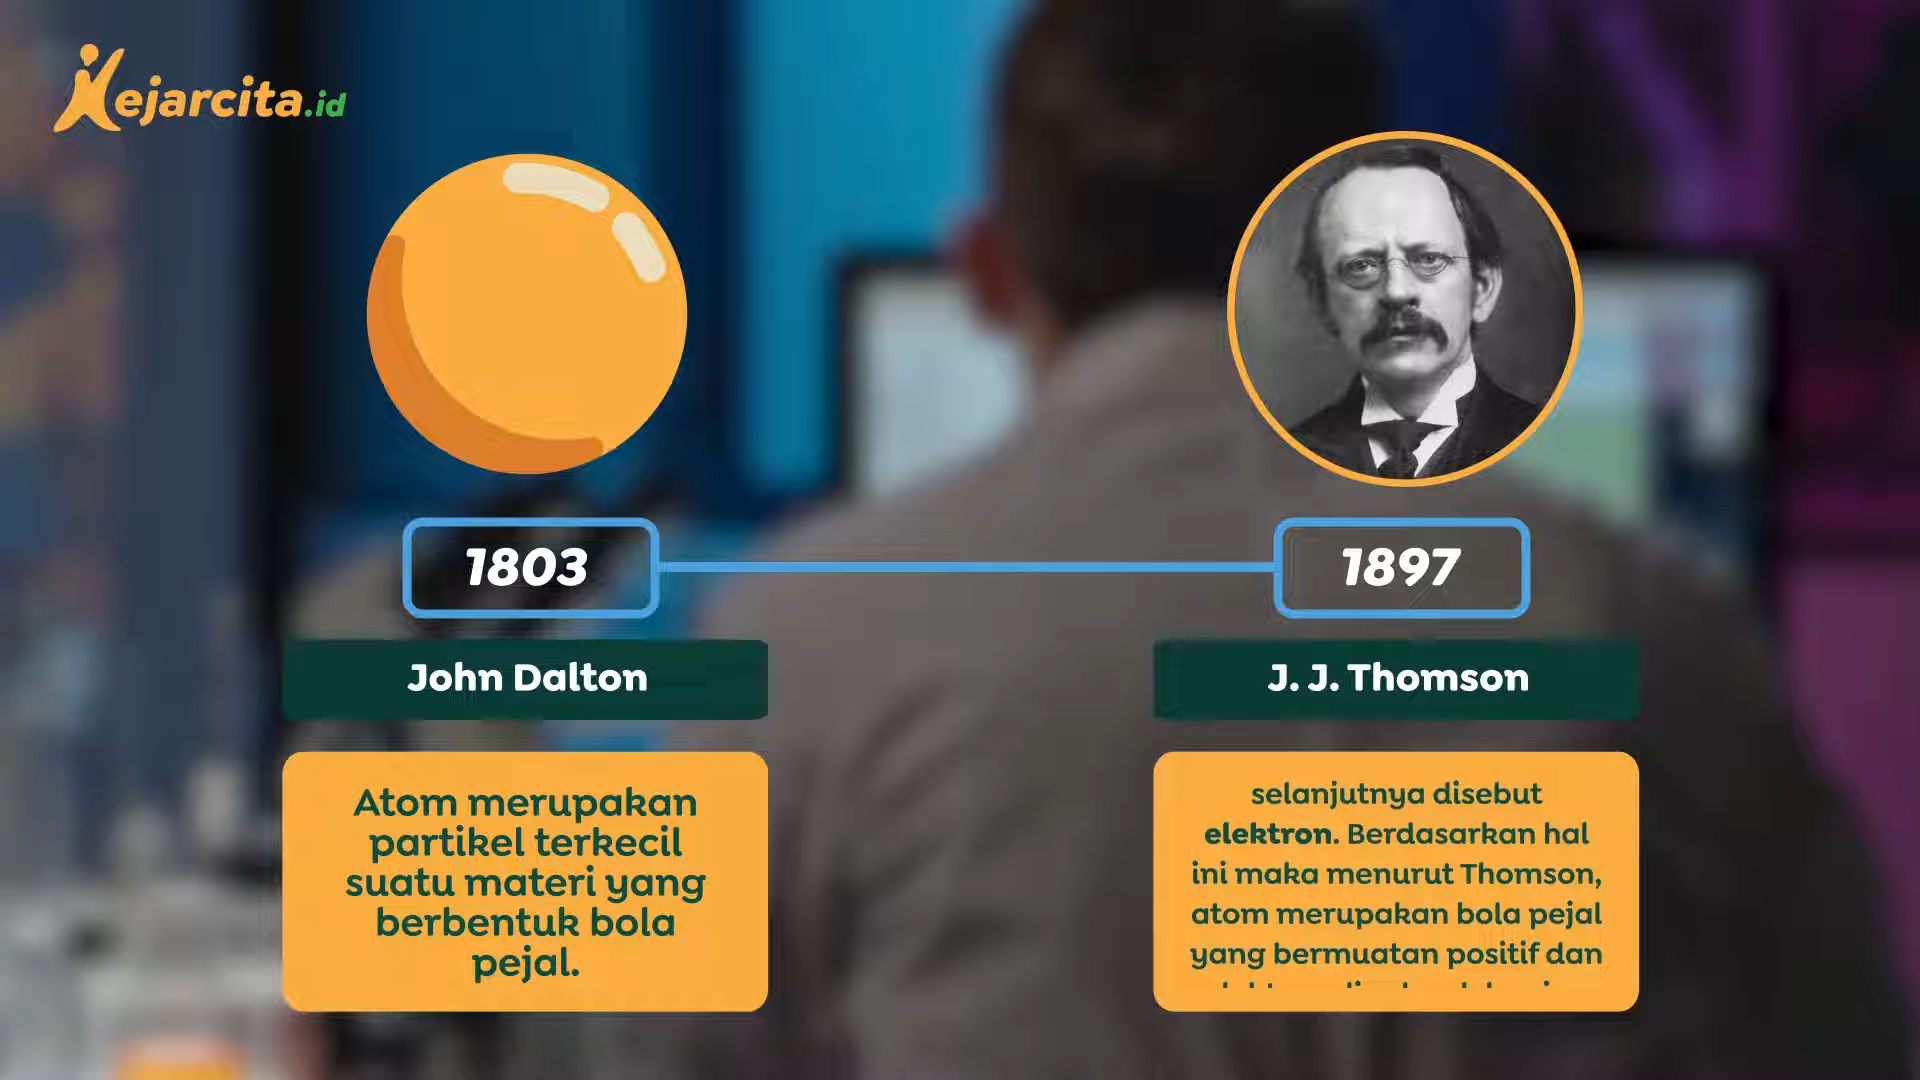 Kejarcita.id
1803
John Dalton
Atom merupakan
partikel terkecil
suatu materi yang
berbentuk bola
pejal.
1897
J. J. Thomson
selanjutnya disebut
elektron. Berdasarkan hal
ini maka menurut Thomson,
atom merupakan bola pejal
yang bermuatan positif dan